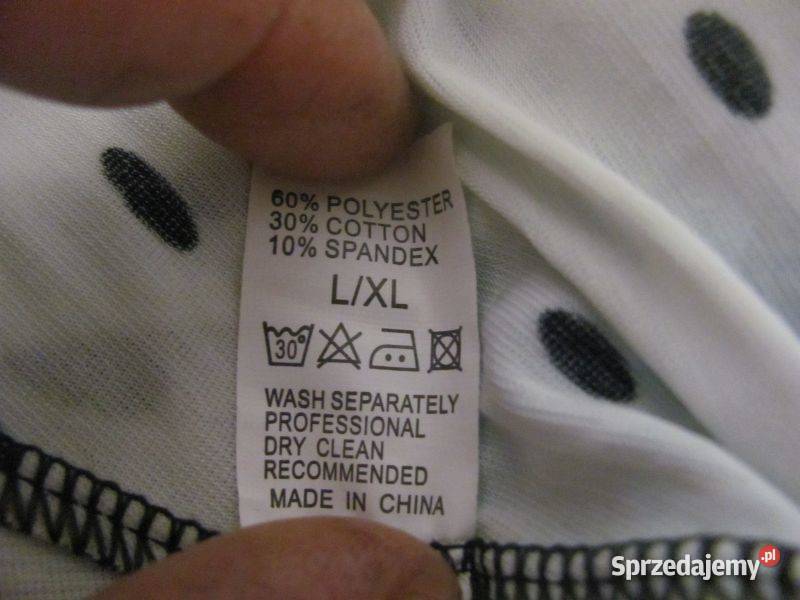 60% POLYESTER
30% COTTON
10% SPANDEX
L/XL
30°
WASH SEPARATELY
PROFESSIONAL
DRY CLEAN
RECOMMENDED
MADE IN CHINA
Sprzedajemy.pl